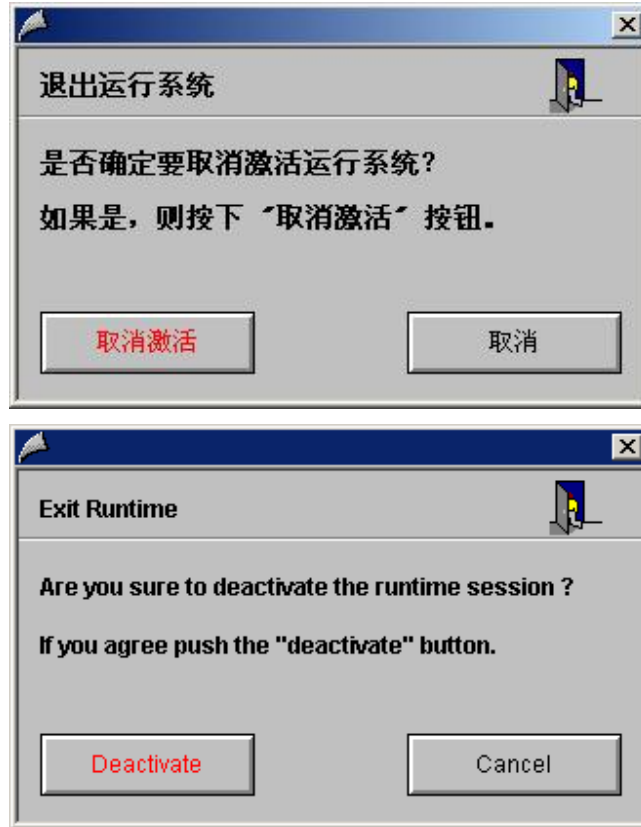 退出运行系统
是否确定要取消激活运行系统?
如果是，则按下 ˊ取消激活ˊ 按钮。
取消激活
取消
Exit Runtime
Are you sure to deactivate the runtime session ?
If you agree push the "deactivate" button.
Deactivate
Cancel